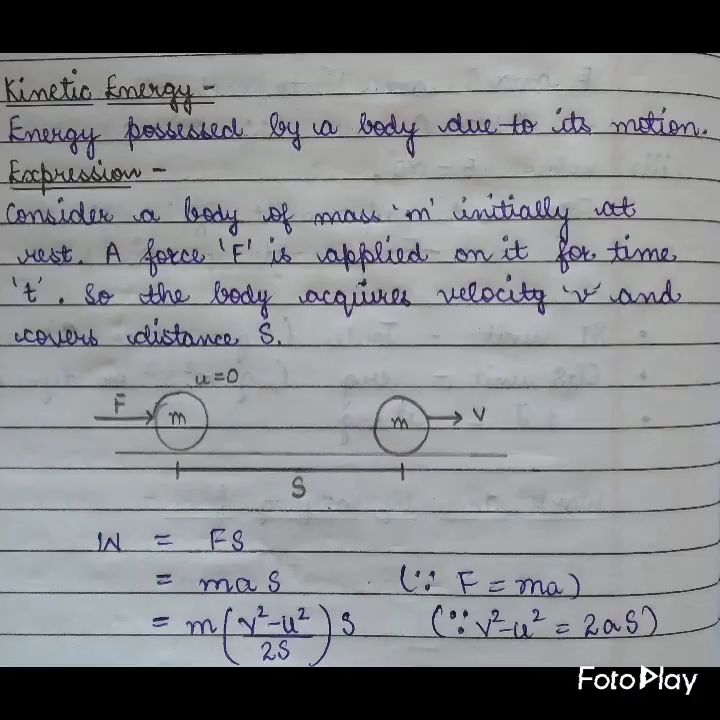 Kinetic Energy -
Energy possessed by a body due to its motion.
Expression -
Consider a body of mass 'm' initially at
rest. A force 'F' is applied on it for time
't'. So the body acquires velocity 'v' and
covers distance S.
u=0
F m m V
S
W = FS
= maS (∵ F = ma)
= m(v²-u²/2S)S (∵ v²-u² = 2aS)
FotoPlay